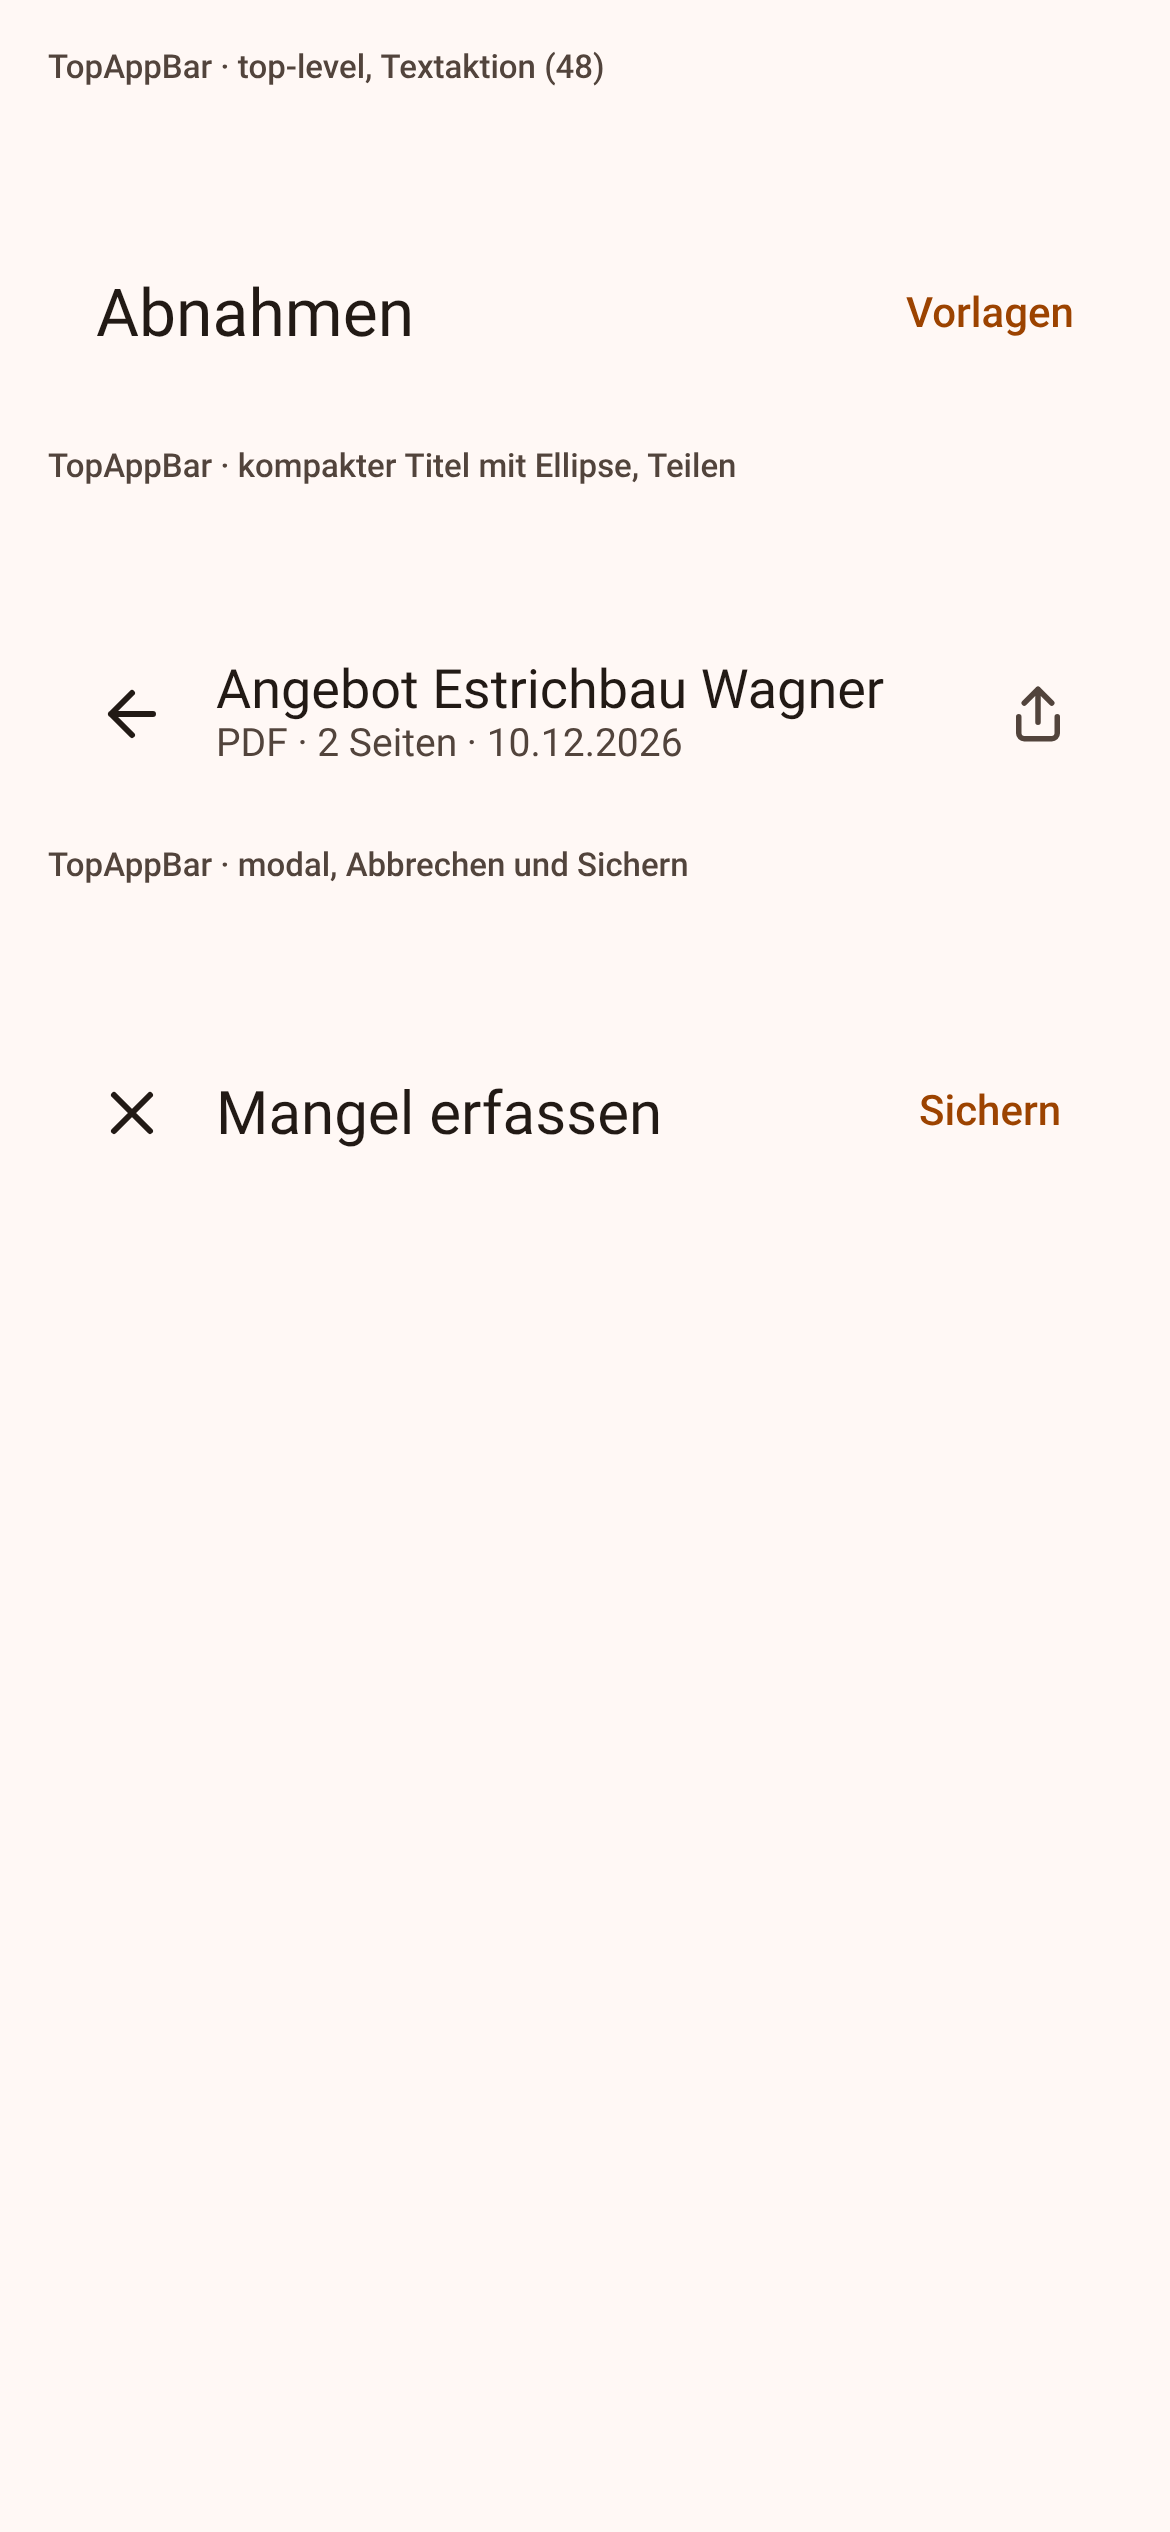 TopAppBar · top-level, Textaktion (48)
Abnahmen
Vorlagen
TopAppBar · kompakter Titel mit Ellipse, Teilen
Angebot Estrichbau Wagner
PDF · 2 Seiten · 10.12.2026
TopAppBar · modal, Abbrechen und Sichern
Mangel erfassen
Sichern